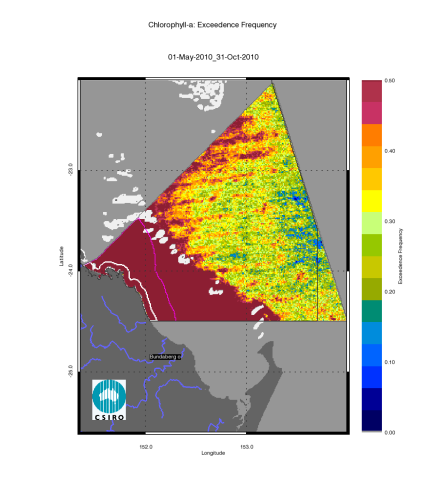 Chlorophyll-a: Exceedence Frequency
01-May-2010_31-Oct-2010
0.50
0.40
0.30
0.20
0.10
0.00
Exceedence Frequency
-23.0
-24.0
-25.0
Latitude
Bundaberg o
CSIRO
152.0 153.0
Longitude